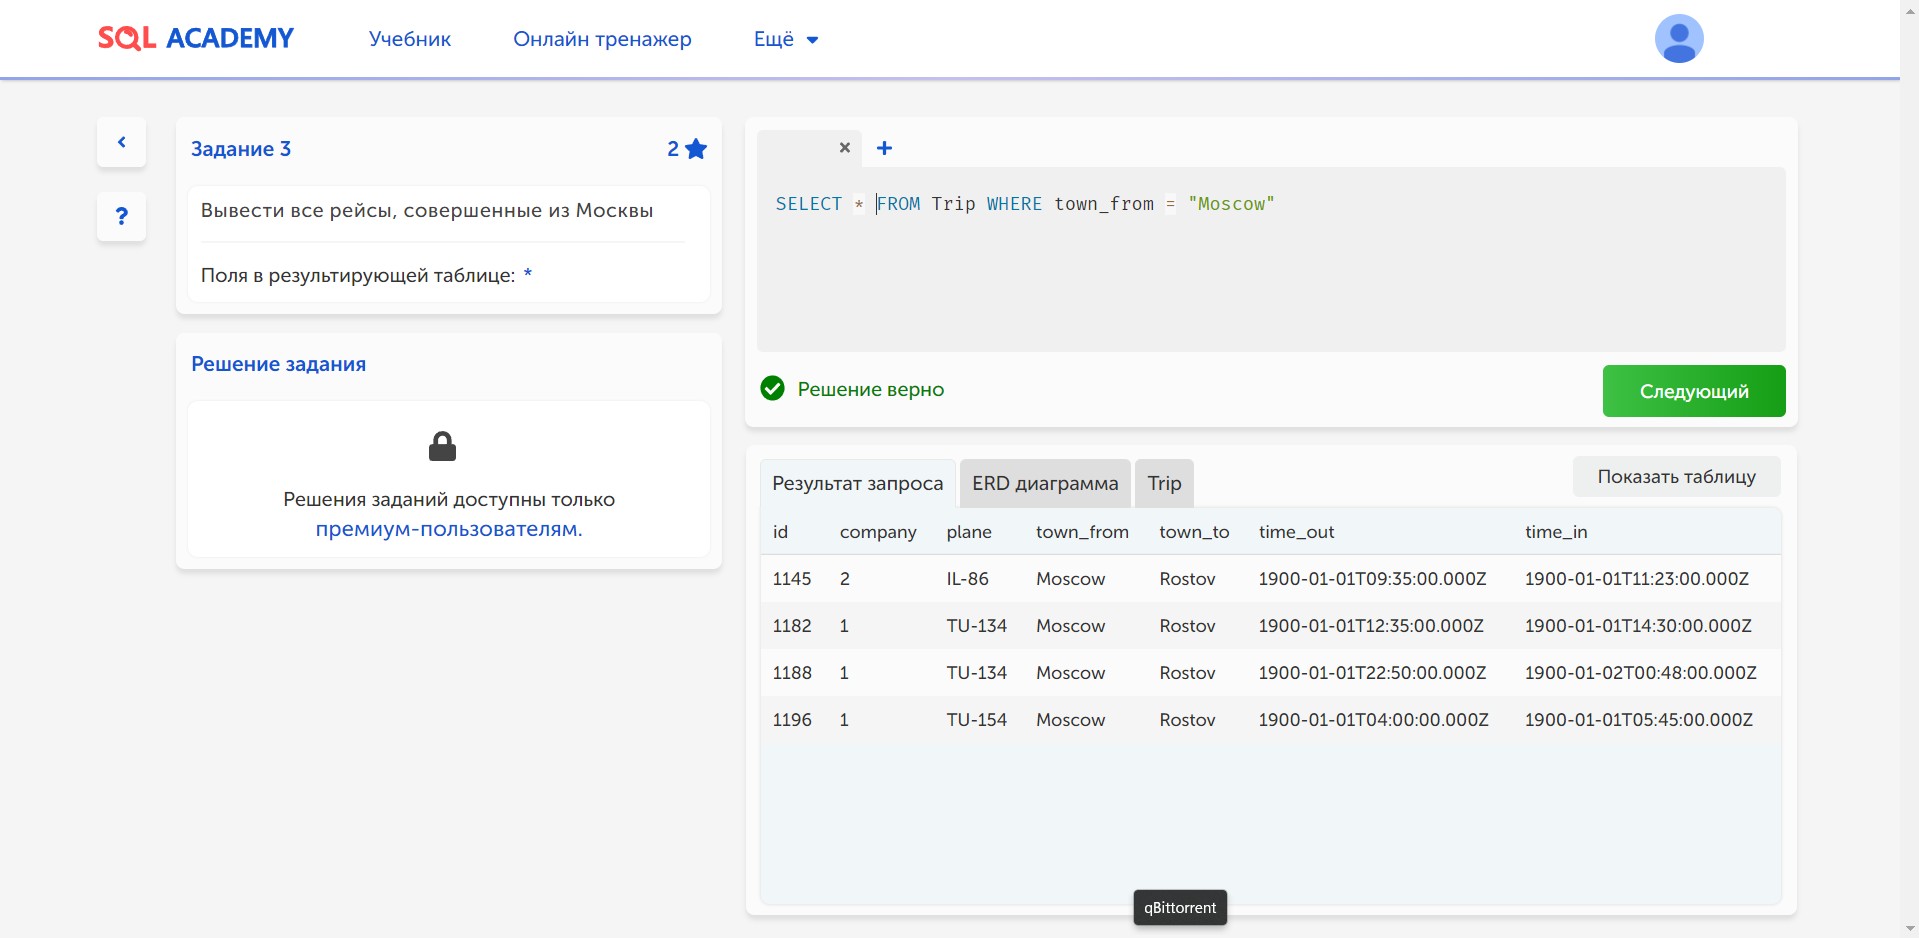 SQL ACADEMY
Учебник
Онлайн тренажер
Ещё
Задание 3
2
Вывести все рейсы, совершенные из Москвы
Поля в результирующей таблице: *
Решение задания
Решения заданий доступны только
премиум-пользователям.
SELECT * FROM Trip WHERE town_from = "Moscow"
Решение верно
Следующий
Результат запроса
ERD диаграмма
Trip
Показать таблицу
id company plane town_from town_to time_out time_in
1145 2 IL-86 Moscow Rostov 1900-01-01T09:35:00.000Z 1900-01-01T11:23:00.000Z
1182 1 TU-134 Moscow Rostov 1900-01-01T12:35:00.000Z 1900-01-01T14:30:00.000Z
1188 1 TU-134 Moscow Rostov 1900-01-01T22:50:00.000Z 1900-01-02T00:48:00.000Z
1196 1 TU-154 Moscow Rostov 1900-01-01T04:00:00.000Z 1900-01-01T05:45:00.000Z
qBittorrent